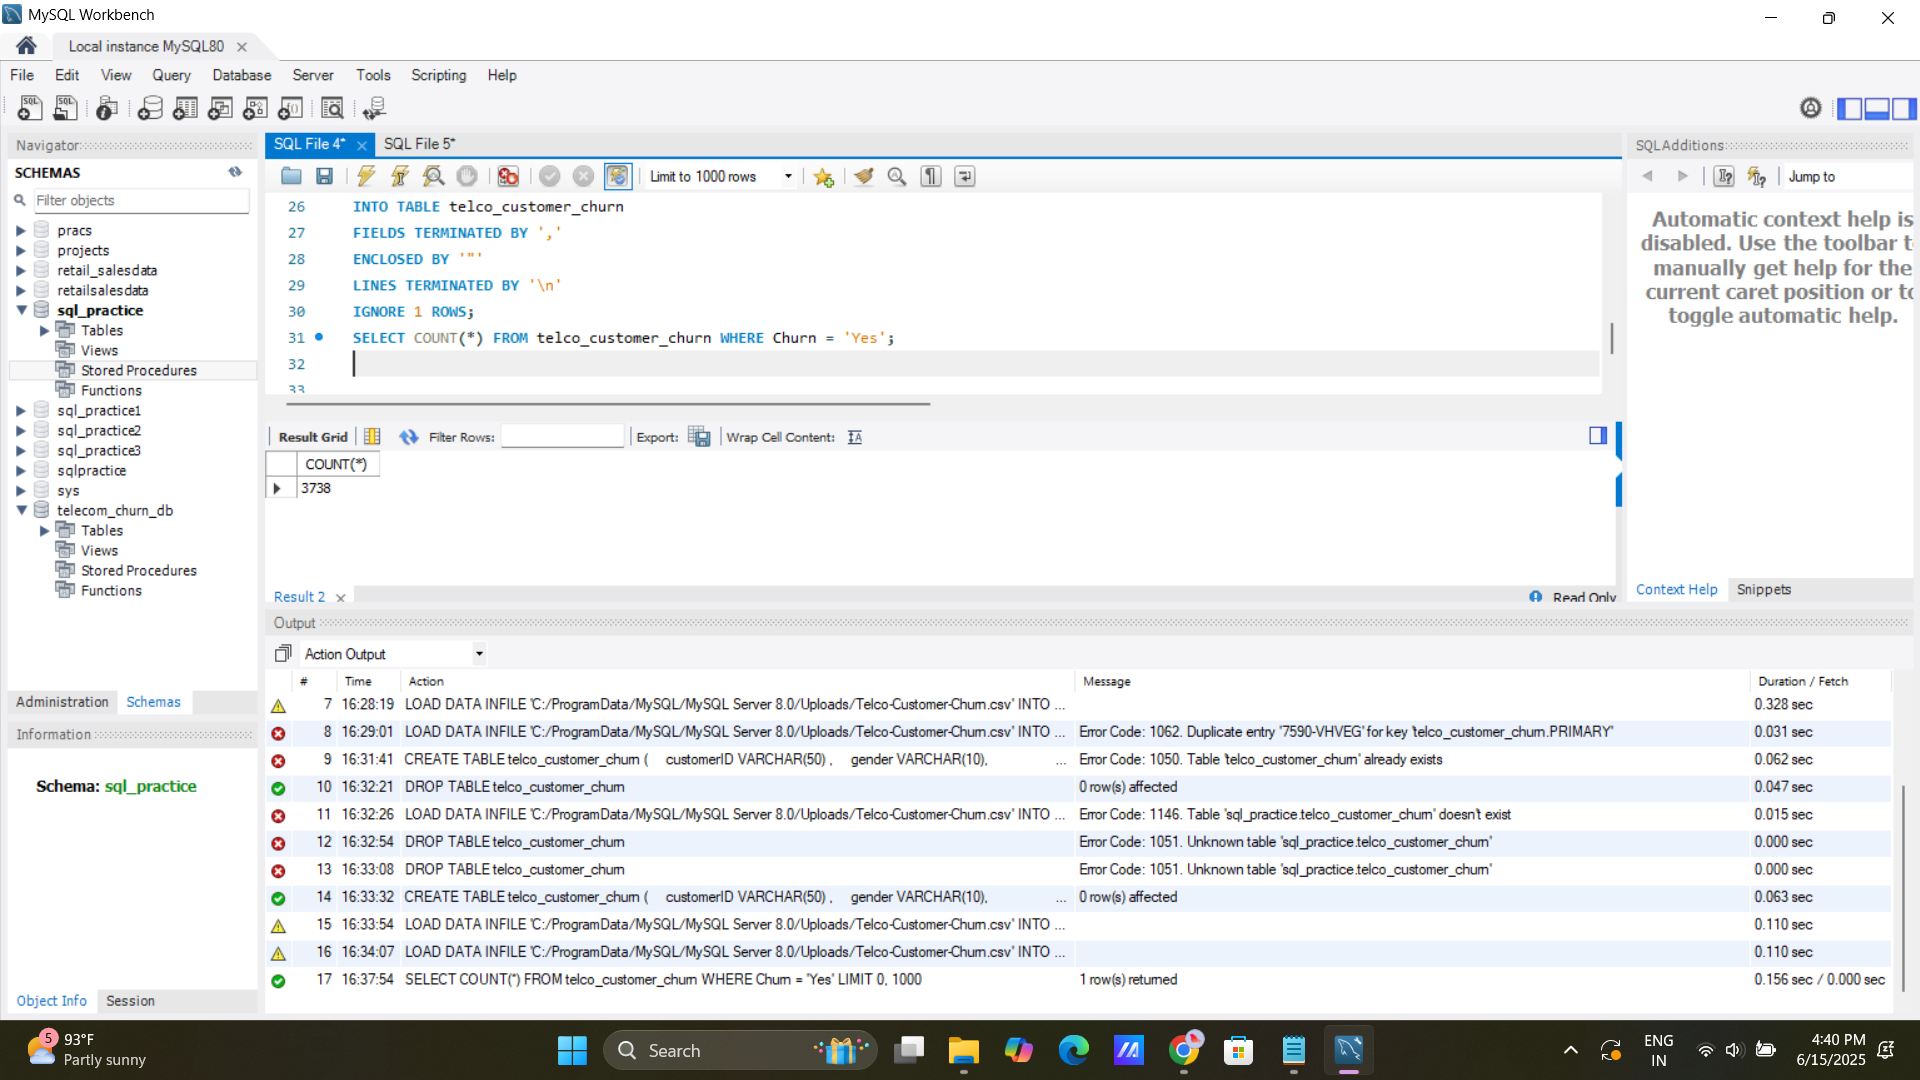 MySQL Workbench
Local instance MySQL80
File Edit View Query Database Server Tools Scripting Help
Navigator
SCHEMAS
Filter objects
pracs
projects
retail_salesdata
retailsalesdata
sql_practice
Tables
Views
Stored Procedures
Functions
sql_practice1
sql_practice2
sql_practice3
sqlpractice
sys
telecom_churn_db
Tables
Views
Stored Procedures
Functions
Administration Schemas
Information
Schema: sql_practice
Object Info Session
SQL File 4* SQL File 5*
Limit to 1000 rows
26 INTO TABLE telco_customer_churn
27 FIELDS TERMINATED BY ','
28 ENCLOSED BY '"'
29 LINES TERMINATED BY '\n'
30 IGNORE 1 ROWS;
31 SELECT COUNT(*) FROM telco_customer_churn WHERE Churn = 'Yes';
32
33
Result Grid Filter Rows: Export: Wrap Cell Content:
COUNT(*)
3738
Result 2 Read Only
SQLAdditions
Jump to
Automatic context help is
disabled. Use the toolbar t
manually get help for the
current caret position or to
toggle automatic help.
Context Help Snippets
Output
Action Output
# Time Action Message Duration / Fetch
7 16:28:19 LOAD DATA INFILE 'C:/ProgramData/MySQL/MySQL Server 8.0/Uploads/Telco-Customer-Churn.csv' INTO ... 0.328 sec
8 16:29:01 LOAD DATA INFILE 'C:/ProgramData/MySQL/MySQL Server 8.0/Uploads/Telco-Customer-Churn.csv' INTO ... Error Code: 1062. Duplicate entry '7590-VHVEG' for key 'telco_customer_churn.PRIMARY' 0.031 sec
9 16:31:41 CREATE TABLE telco_customer_churn ( customerID VARCHAR(50) , gender VARCHAR(10), ... Error Code: 1050. Table 'telco_customer_churn' already exists 0.062 sec
10 16:32:21 DROP TABLE telco_customer_churn 0 row(s) affected 0.047 sec
11 16:32:26 LOAD DATA INFILE 'C:/ProgramData/MySQL/MySQL Server 8.0/Uploads/Telco-Customer-Churn.csv' INTO ... Error Code: 1146. Table 'sql_practice.telco_customer_churn' doesn't exist 0.015 sec
12 16:32:54 DROP TABLE telco_customer_churn Error Code: 1051. Unknown table 'sql_practice.telco_customer_churn' 0.000 sec
13 16:33:08 DROP TABLE telco_customer_churn Error Code: 1051. Unknown table 'sql_practice.telco_customer_churn' 0.000 sec
14 16:33:32 CREATE TABLE telco_customer_churn ( customerID VARCHAR(50) , gender VARCHAR(10), ... 0 row(s) affected 0.063 sec
15 16:33:54 LOAD DATA INFILE 'C:/ProgramData/MySQL/MySQL Server 8.0/Uploads/Telco-Customer-Churn.csv' INTO ... 0.110 sec
16 16:34:07 LOAD DATA INFILE 'C:/ProgramData/MySQL/MySQL Server 8.0/Uploads/Telco-Customer-Churn.csv' INTO ... 0.110 sec
17 16:37:54 SELECT COUNT(*) FROM telco_customer_churn WHERE Churn = 'Yes' LIMIT 0, 1000 1 row(s) returned 0.156 sec / 0.000 sec
5
93°F
Partly sunny
Search
ENG
IN
4:40 PM
6/15/2025